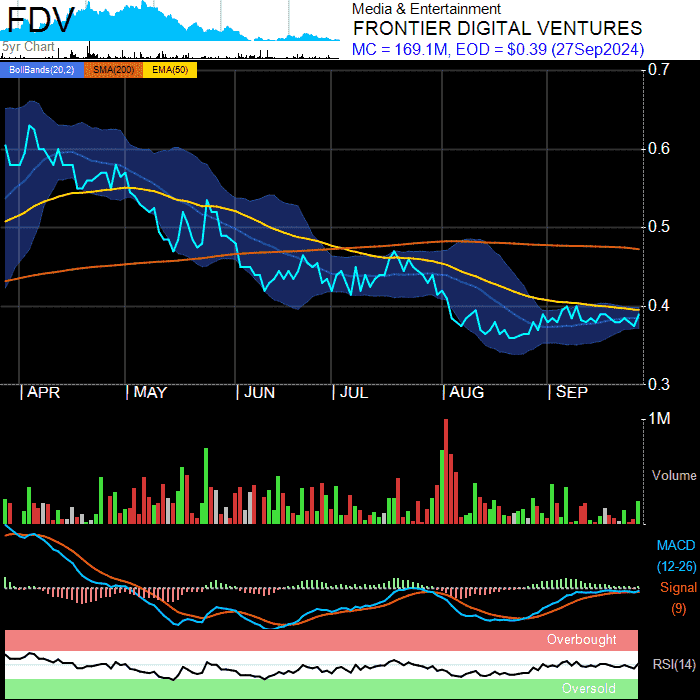 FDV
5yr Chart
Media & Entertainment
FRONTIER DIGITAL VENTURES
MC = 169.1M, EOD = $0.39 (27Sep2024)
BollBands(20,2) SMA(200) EMA(50)
0.7
0.6
0.5
0.4
0.3
APR MAY JUN JUL AUG SEP
1M
Volume
MACD
(12-26)
Signal
(9)
Overbought
RSI(14)
Oversold